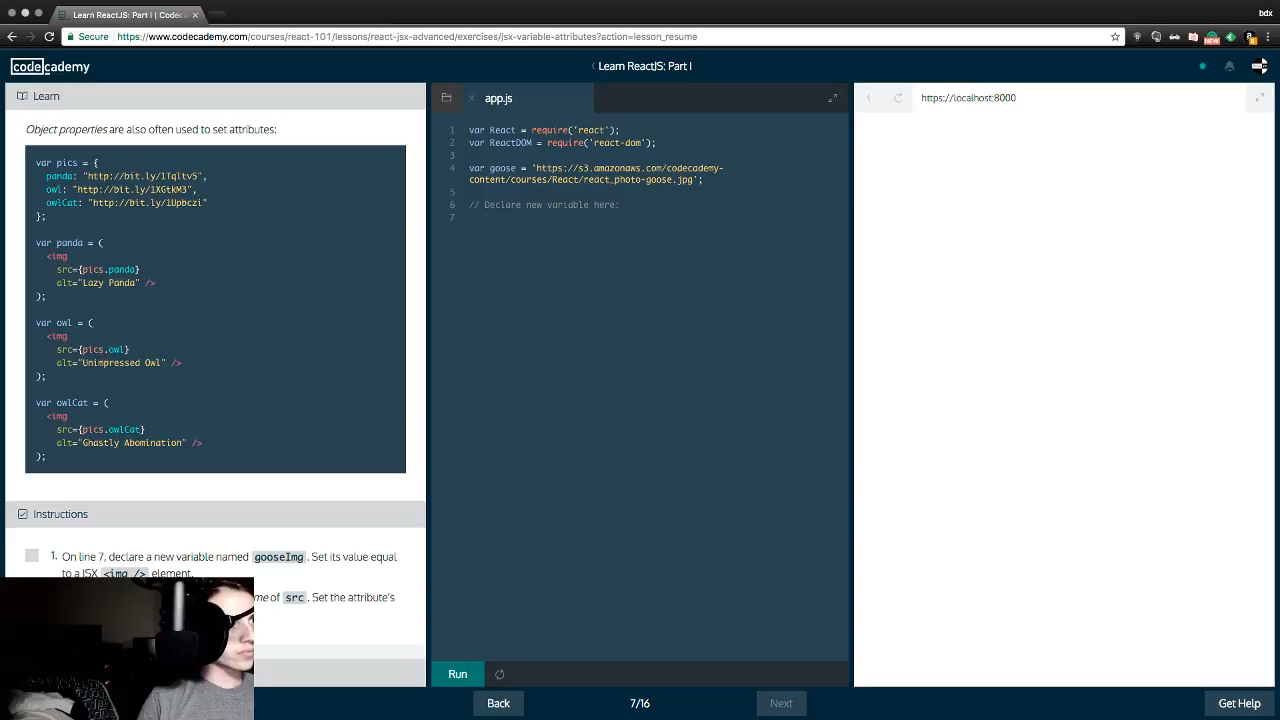 Learn ReactJS: Part I | Codec
bdx
Secure
https://www.codecademy.com/courses/react-101/lessons/react-jsx-advanced/exercises/jsx-variable-attributes?action=lesson_resume
codecademy
Learn ReactJS: Part I
Learn
Object properties are also often used to set attributes:
var pics = {
panda: "http://bit.ly/1Tqltv5",
owl: "http://bit.ly/1XGtkM3",
owlCat: "http://bit.ly/1Upbczi"
};
var panda = (
<img
src={pics.panda}
alt="Lazy Panda" />
);
var owl = (
<img
src={pics.owl}
alt="Unimpressed Owl" />
);
var owlCat = (
<img
src={pics.owlCat}
alt="Ghastly Abomination" />
);
Instructions
1. On line 7, declare a new variable named gooseImg. Set its value equal
to a JSX <img /> element.
of src. Set the attribute's
app.js
1 var React = require('react');
2 var ReactDOM = require('react-dom');
3
4 var goose = 'https://s3.amazonaws.com/codecademy-
content/courses/React/react_photo-goose.jpg';
5
6 // Declare new variable here:
7
Run
https://localhost:8000
Back
7/16
Next
Get Help